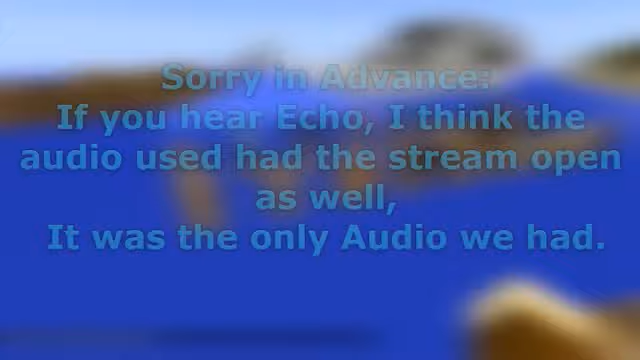 Sorry in Advance:
If you hear Echo, I think the
audio used had the stream open
as well,
It was the only Audio we had.